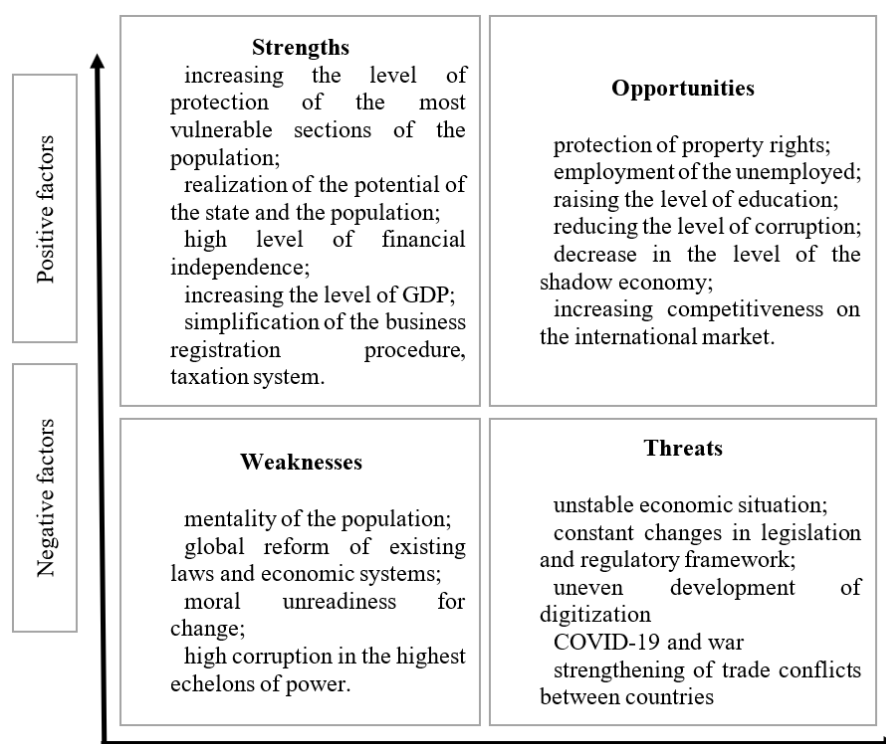 Positive factors
Strengths
increasing the level of
protection of the most
vulnerable sections of the
population;
realization of the potential of
the state and the population;
high level of financial
independence;
increasing the level of GDP;
simplification of the business
registration procedure,
taxation system.
Opportunities
protection of property rights;
employment of the unemployed;
raising the level of education;
reducing the level of corruption;
decrease in the level of the
shadow economy;
increasing competitiveness on
the international market.
Negative factors
Weaknesses
mentality of the population;
global reform of existing
laws and economic systems;
moral unreadiness for
change;
high corruption in the highest
echelons of power.
Threats
unstable economic situation;
constant changes in legislation
and regulatory framework;
uneven development of
digitization
COVID-19 and war
strengthening of trade conflicts
between countries